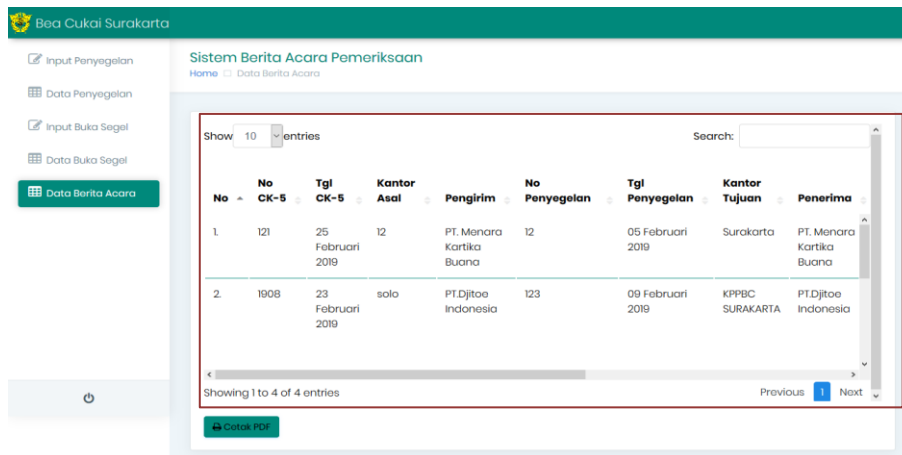 Bea Cukai Surakarta
Input Penyegelan
Data Penyegelan
Input Buka Segel
Data Buka Segel
Data Berita Acara
Sistem Berita Acara Pemeriksaan
Home Data Berita Acara
Show 10 entries Search:
No No CK-5 Tgl CK-5 Kantor Asal Pengirim No Penyegelan Tgl Penyegelan Kantor Tujuan Penerima
1. 121 25 Februari 2019 12 PT. Menara Kartika Buana 12 05 Februari 2019 Surakarta PT. Menara Kartika Buana
2. 1908 23 Februari 2019 solo PT.Djitoe Indonesia 123 09 Februari 2019 KPPBC SURAKARTA PT.Djitoe Indonesia
Showing 1 to 4 of 4 entries Previous 1 Next
Cetak PDF